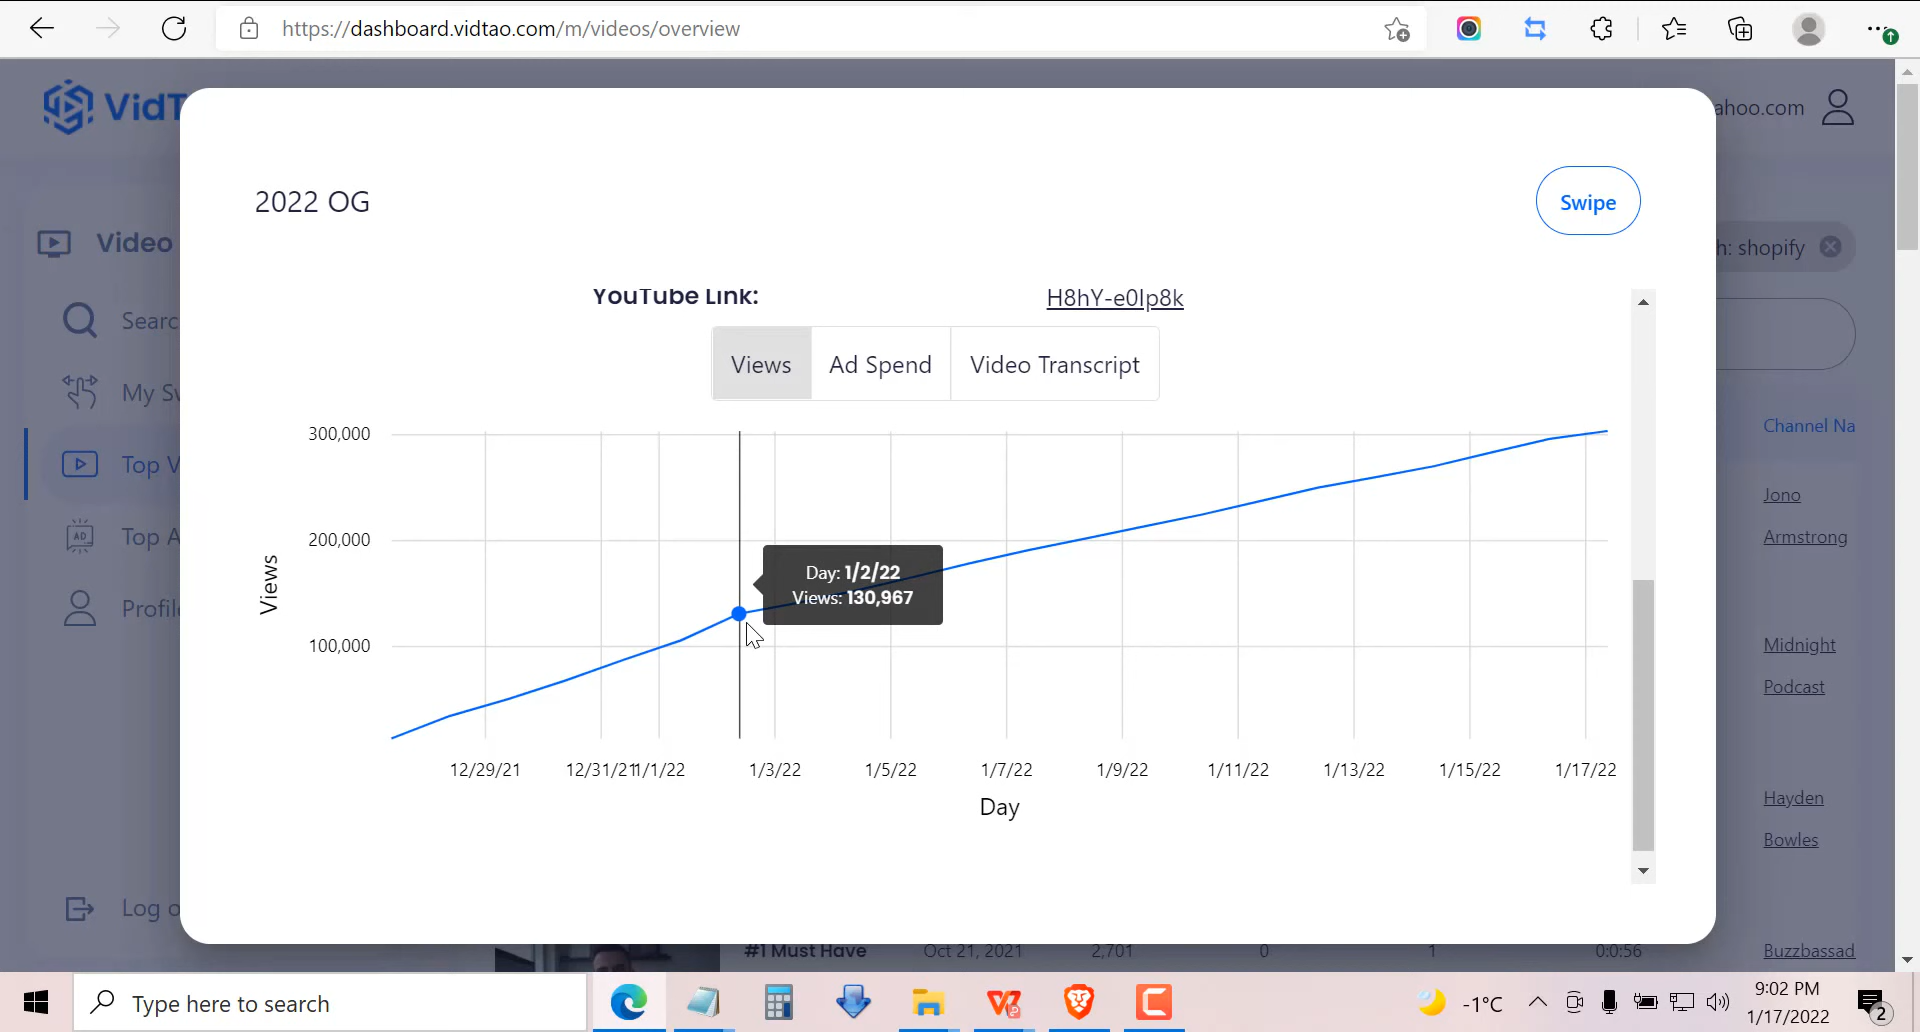 https://dashboard.vidtao.com/m/videos/overview
VidT
ahoo.com
2022 OG
Swipe
Video
h: shopify
YouTube Link:
H8hY-e0Ip8k
Searc
Views
Ad Spend
Video Transcript
My Sw
Channel Na
300,000
Top V
Jono
Armstrong
Top A
200,000
Day: 1/2/22
Views: 130,967
Views
Profile
100,000
Midnight
Podcast
12/29/21
12/31/21
1/1/22
1/3/22
1/5/22
1/7/22
1/9/22
1/11/22
1/13/22
1/15/22
1/17/22
Day
Hayden
Bowles
Log o
#1 Must Have
Oct 21, 2021
2,701
0
1
0:0:56
Buzzbassad
Type here to search
-1°C
9:02 PM
1/17/2022
2